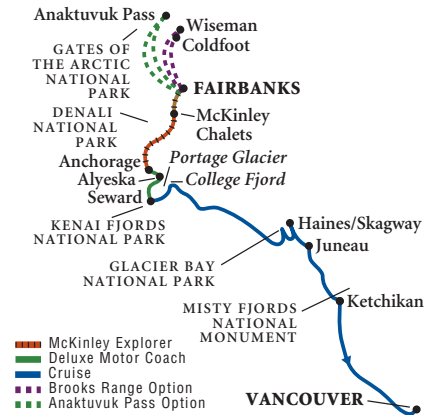 Anaktuvuk Pass
Wiseman
Coldfoot
GATES OF
THE ARCTIC
NATIONAL
PARK
FAIRBANKS
DENALI
NATIONAL
PARK
McKinley
Chalets
Anchorage
Portage Glacier
Alyeska
College Fjord
Seward
KENAI FJORDS
NATIONAL PARK
Haines/Skagway
Juneau
GLACIER BAY
NATIONAL PARK
Ketchikan
MISTY FJORDS
NATIONAL
MONUMENT
McKinley Explorer
Deluxe Motor Coach
Cruise
Brooks Range Option
Anaktuvuk Pass Option
VANCOUVER